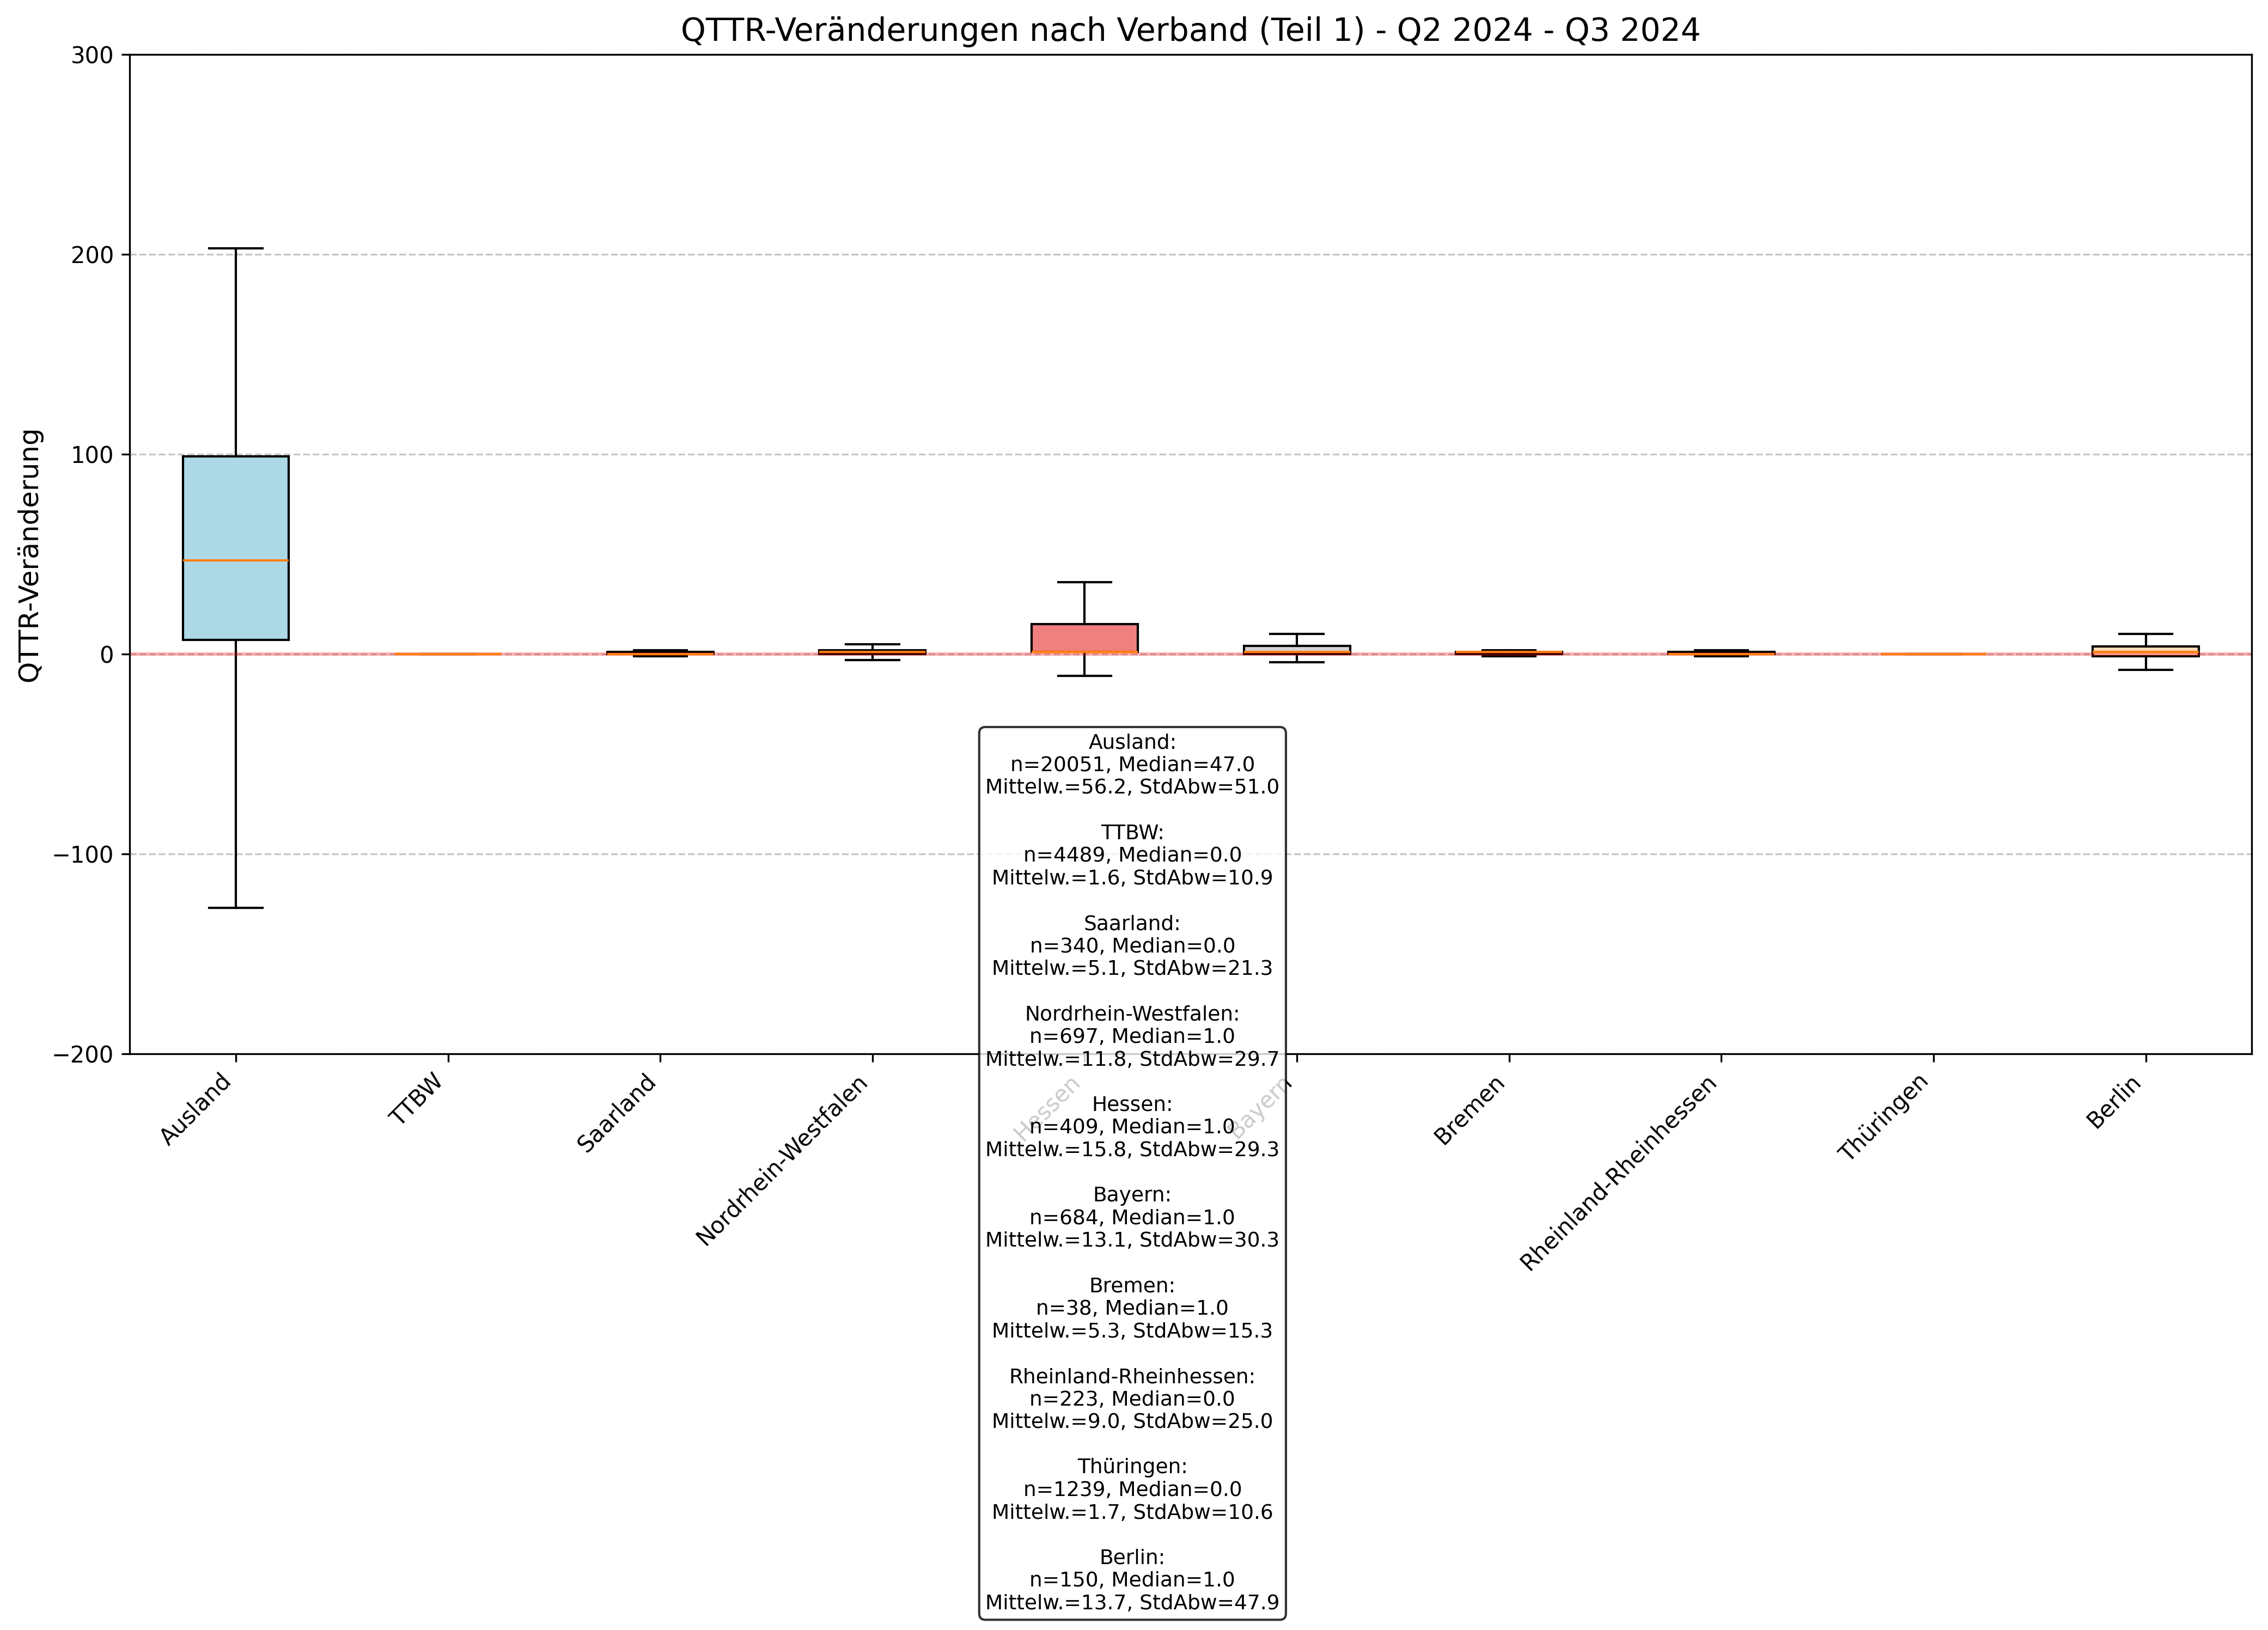 QTTR-Veränderungen nach Verband (Teil 1) - Q2 2024 - Q3 2024
QTTR-Veränderung
300
200
100
0
−100
−200
Ausland
TTBW
Saarland
Nordrhein-Westfalen
Hessen
Bayern
Bremen
Rheinland-Rheinhessen
Thüringen
Berlin
Ausland:
n=20051, Median=47.0
Mittelw.=56.2, StdAbw=51.0
TTBW:
n=4489, Median=0.0
Mittelw.=1.6, StdAbw=10.9
Saarland:
n=340, Median=0.0
Mittelw.=5.1, StdAbw=21.3
Nordrhein-Westfalen:
n=697, Median=1.0
Mittelw.=11.8, StdAbw=29.7
Hessen:
n=409, Median=1.0
Mittelw.=15.8, StdAbw=29.3
Bayern:
n=684, Median=1.0
Mittelw.=13.1, StdAbw=30.3
Bremen:
n=38, Median=1.0
Mittelw.=5.3, StdAbw=15.3
Rheinland-Rheinhessen:
n=223, Median=0.0
Mittelw.=9.0, StdAbw=25.0
Thüringen:
n=1239, Median=0.0
Mittelw.=1.7, StdAbw=10.6
Berlin:
n=150, Median=1.0
Mittelw.=13.7, StdAbw=47.9